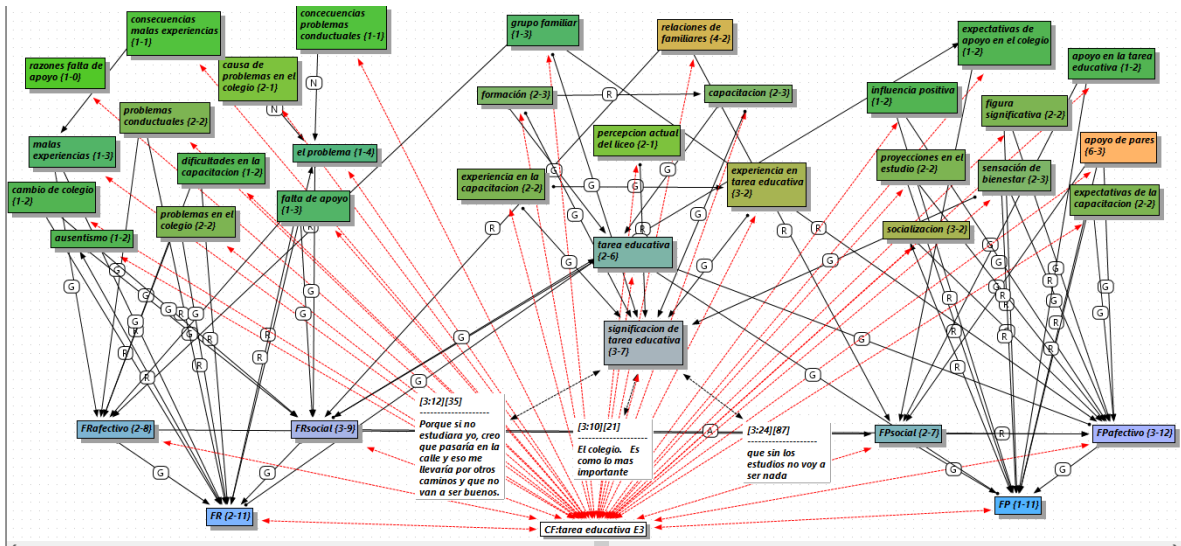 consecuencias
malas experiencias
{1-1}
concecuencias
problemas
conductuales {1-1}
grupo familiar
{1-3}
relaciones de
familiares {4-2}
expectativas de
apoyo en el colegio
{1-2}
razones falta de
apoyo {1-0}
causa de
problemas en el
colegio {2-1}
apoyo en la tarea
educativa {1-2}
N
formación {2-3}
R
capacitacion {2-3}
influencia positiva
{1-2}
figura
significativa {2-2}
problemas
conductuales {2-2}
N
percepcion actual
del liceo {2-1}
apoyo de pares
{6-3}
malas
experiencias {1-3}
dificultades en la
capacitacion {1-2}
el problema {1-4}
G
G
proyecciones en el
estudio {2-2}
sensación de
bienestar {2-3}
experiencia en la
capacitacion {2-2}
G
experiencia en
tarea educativa
{3-2}
cambio de colegio
{1-2}
falta de apoyo
{1-3}
G
R
expectativas de la
capacitacion {2-2}
problemas en el
colegio {2-2}
R
R
G
R
R
socializacion {3-2}
ausentismo {1-2}
tarea educativa
{2-6}
significacion de
tarea educativa
{3-7}
[3:12][35]
Porque si no
estudiara yo, creo
que pasaría en la
calle y eso me
llevaría por otros
caminos y que no
van a ser buenos.
[3:10][21]
El colegio. Es
como lo mas
importante
[3:24][87]
que sin los
estudios no voy a
ser nada
FRafectivo {2-8}
FRsocial {3-9}
A
FPsocial {2-7}
R
FPafectivo {3-12}
G
G
G
G
FR {2-11}
CF:tarea educativa E3
FP {1-11}